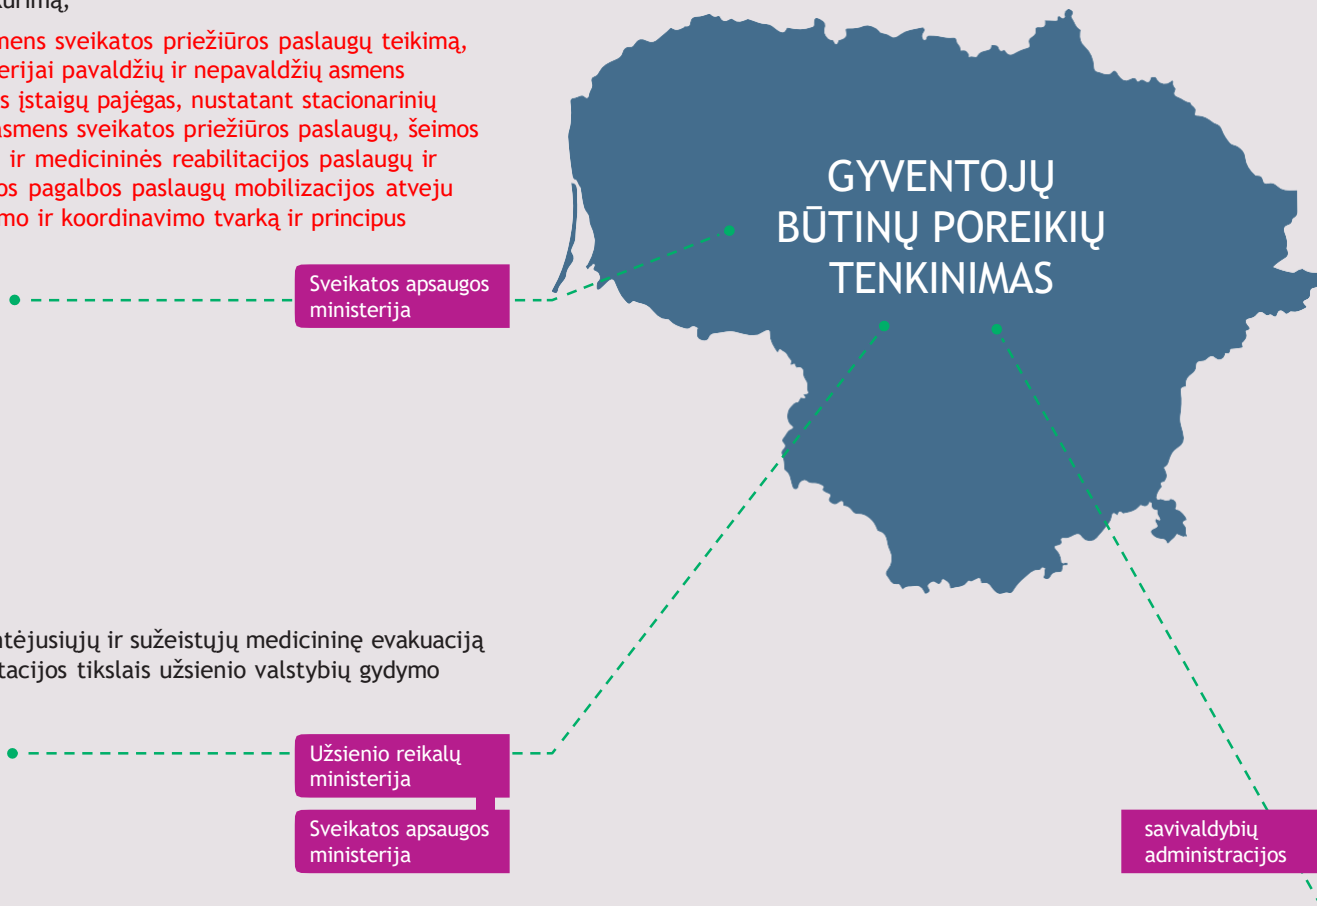 mens sveikatos priežiūros paslaugų teikimą,
erijai pavaldžių ir nepavaldžių asmens
s įstaigų pajėgas, nustatant stacionarinių
asmens sveikatos priežiūros paslaugų, šeimos
ir medicininės reabilitacijos paslaugų ir
os pagalbos paslaugų mobilizacijos atveju
mo ir koordinavimo tvarką ir principus
Sveikatos apsaugos
ministerija
GYVENTOJŲ
BŪTINŲ POREIKIŲ
TENKINIMAS
ntėjusiųjų ir sužeistųjų medicininę evakuaciją
tacijos tikslais užsienio valstybių gydymo
Užsienio reikalų
ministerija
Sveikatos apsaugos
ministerija
savivaldybių
administracijos